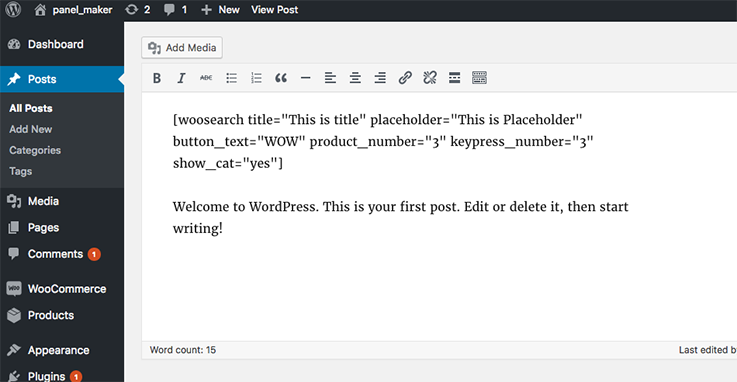 panel_maker 2 1 New View Post
Dashboard
Posts
All Posts
Add New
Categories
Tags
Media
Pages
Comments 1
WooCommerce
Products
Appearance
Plugins 1
Add Media
B I ABC
[woosearch title="This is title" placeholder="This is Placeholder"
button_text="WOW" product_number="3" keypress_number="3"
show_cat="yes"]
Welcome to WordPress. This is your first post. Edit or delete it, then start
writing!
Word count: 15
Last edited b